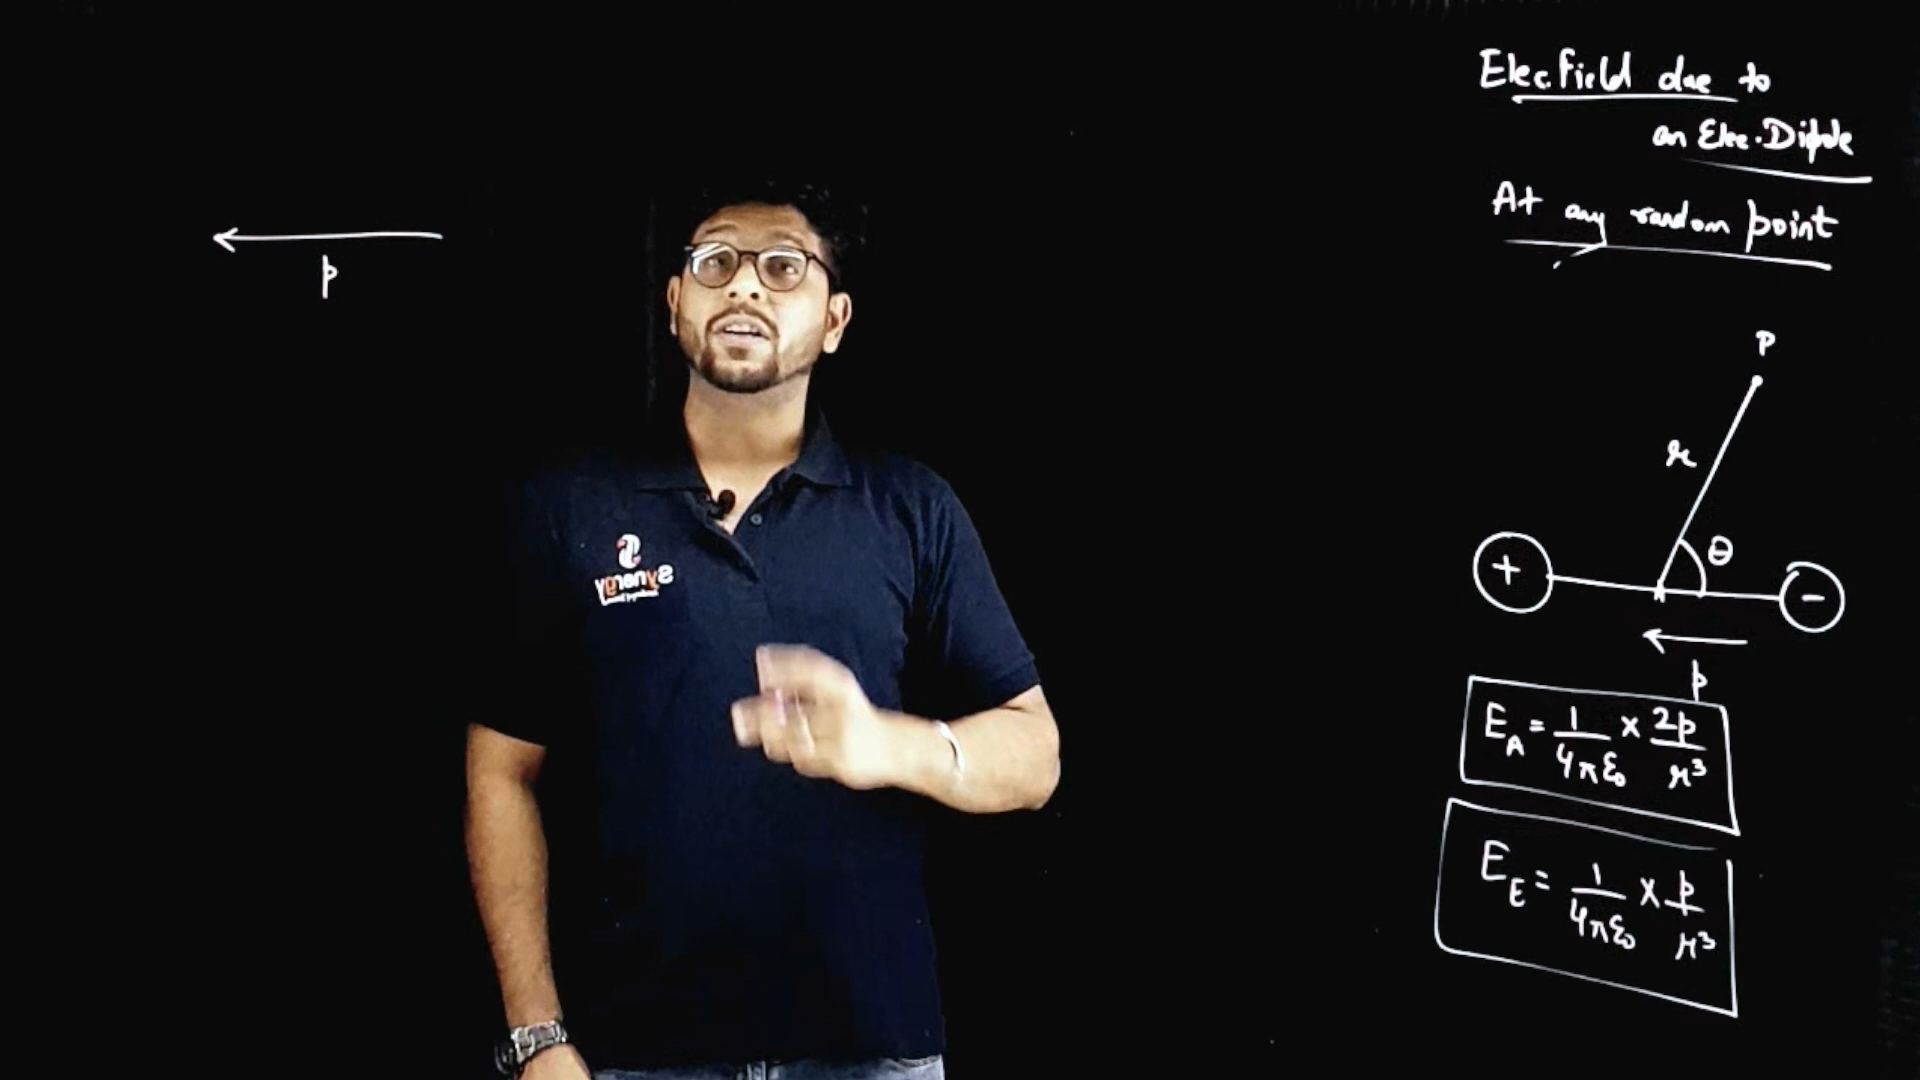 Elec. Field due to
an Elec. Dipole
At any random point
p
P
r
θ
+
-
p
E_A = 1/4πε₀ × 2p/r³
E_E = 1/4πε₀ × p/r³
Synergy